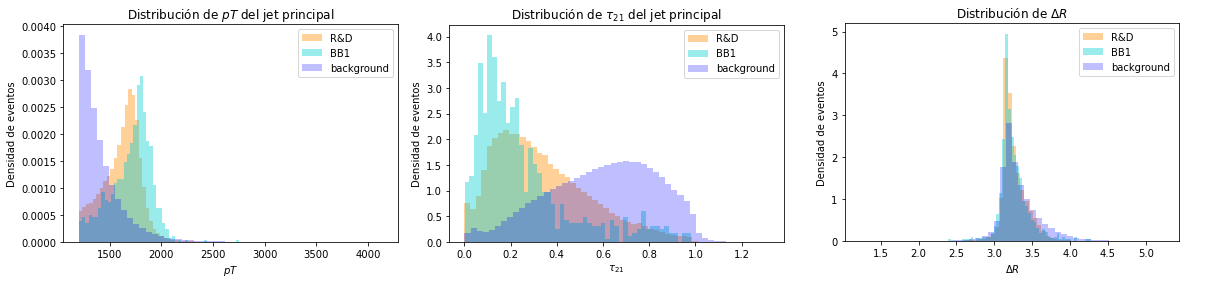 Distribución de pT del jet principal
Densidad de eventos
0.0040
0.0035
0.0030
0.0025
0.0020
0.0015
0.0010
0.0005
0.0000
R&D
BB1
background
1500 2000 2500 3000 3500 4000
pT
Distribución de τ21 del jet principal
Densidad de eventos
4.0
3.5
3.0
2.5
2.0
1.5
1.0
0.5
0.0
R&D
BB1
background
0.0 0.2 0.4 0.6 0.8 1.0 1.2
τ21
Distribución de ΔR
Densidad de eventos
5
4
3
2
1
0
R&D
BB1
background
1.5 2.0 2.5 3.0 3.5 4.0 4.5 5.0
ΔR